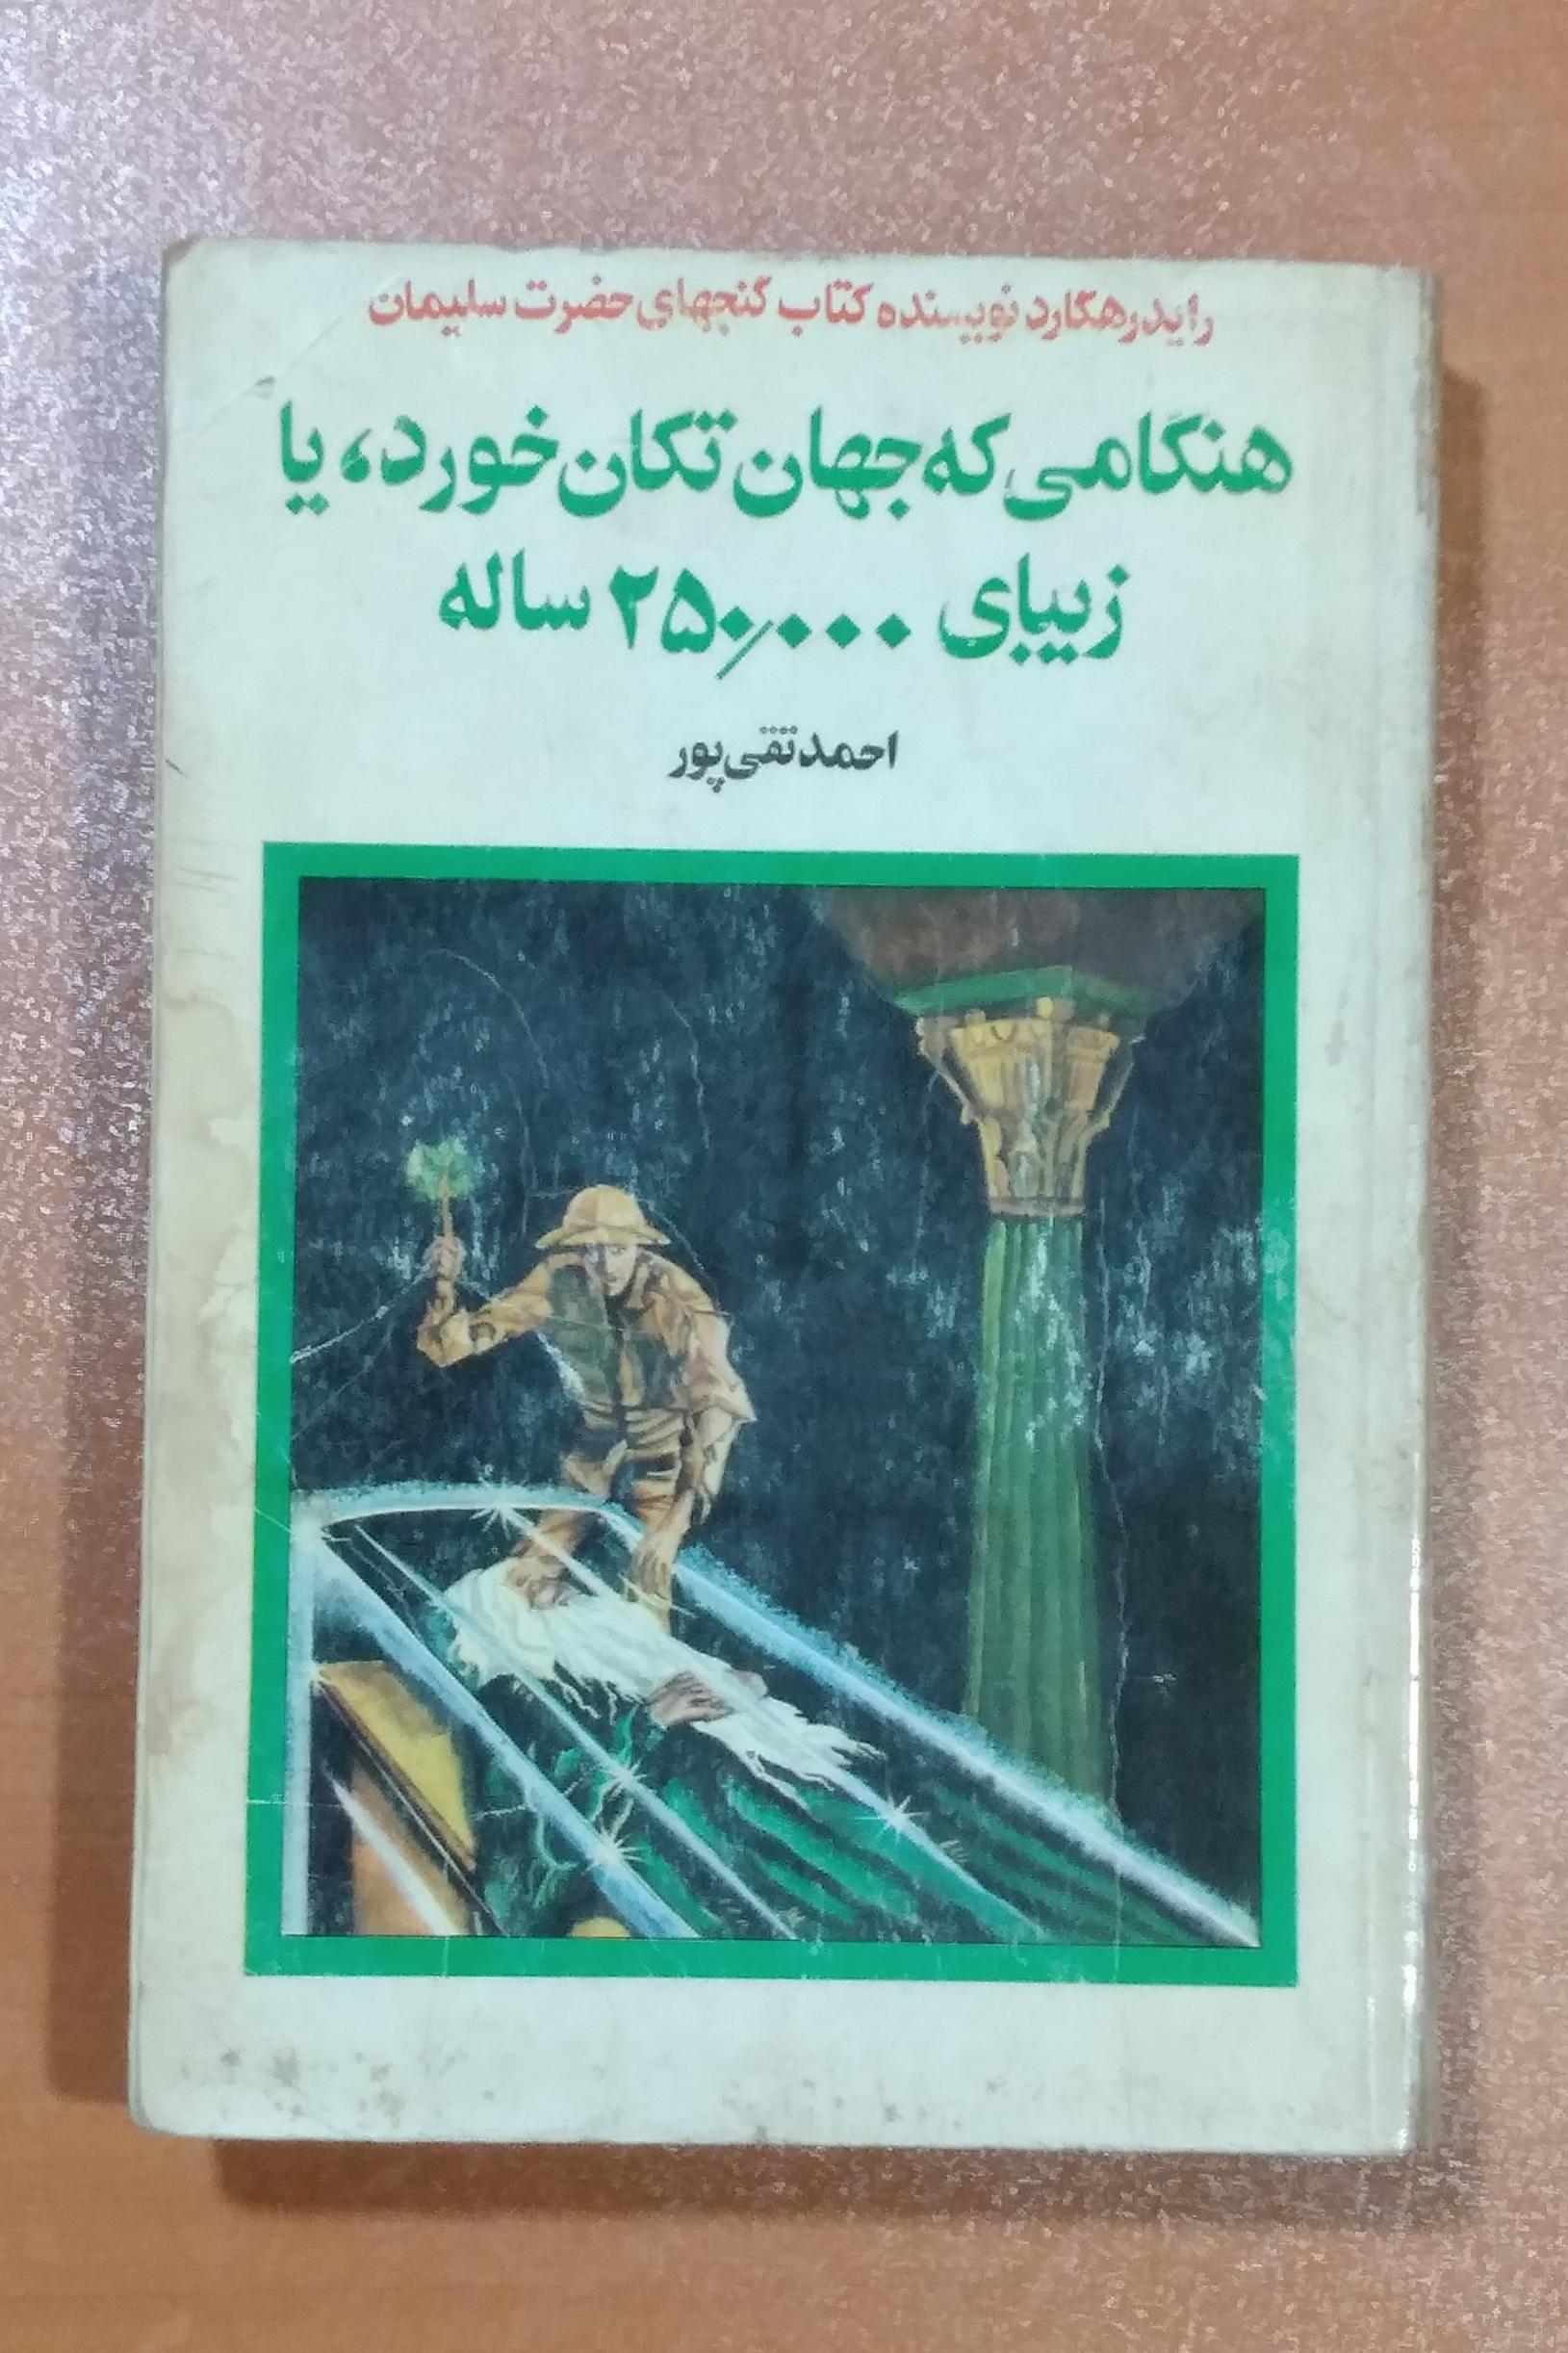 رایدرهگارد نویسنده کتاب گنجهای حضرت سلیمان
هنگامی که جهان تکان خورد، یا
زیبای ۲۵۰٫۰۰۰ ساله
احمد تقی‌پور